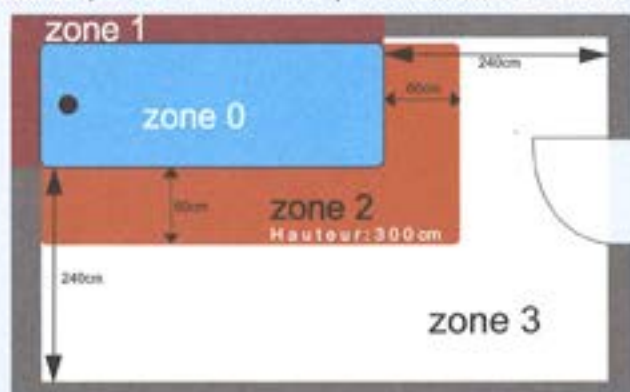 zone 1
240cm
60cm
zone 0
60cm
zone 2
Hauteur:300cm
240cm
zone 3